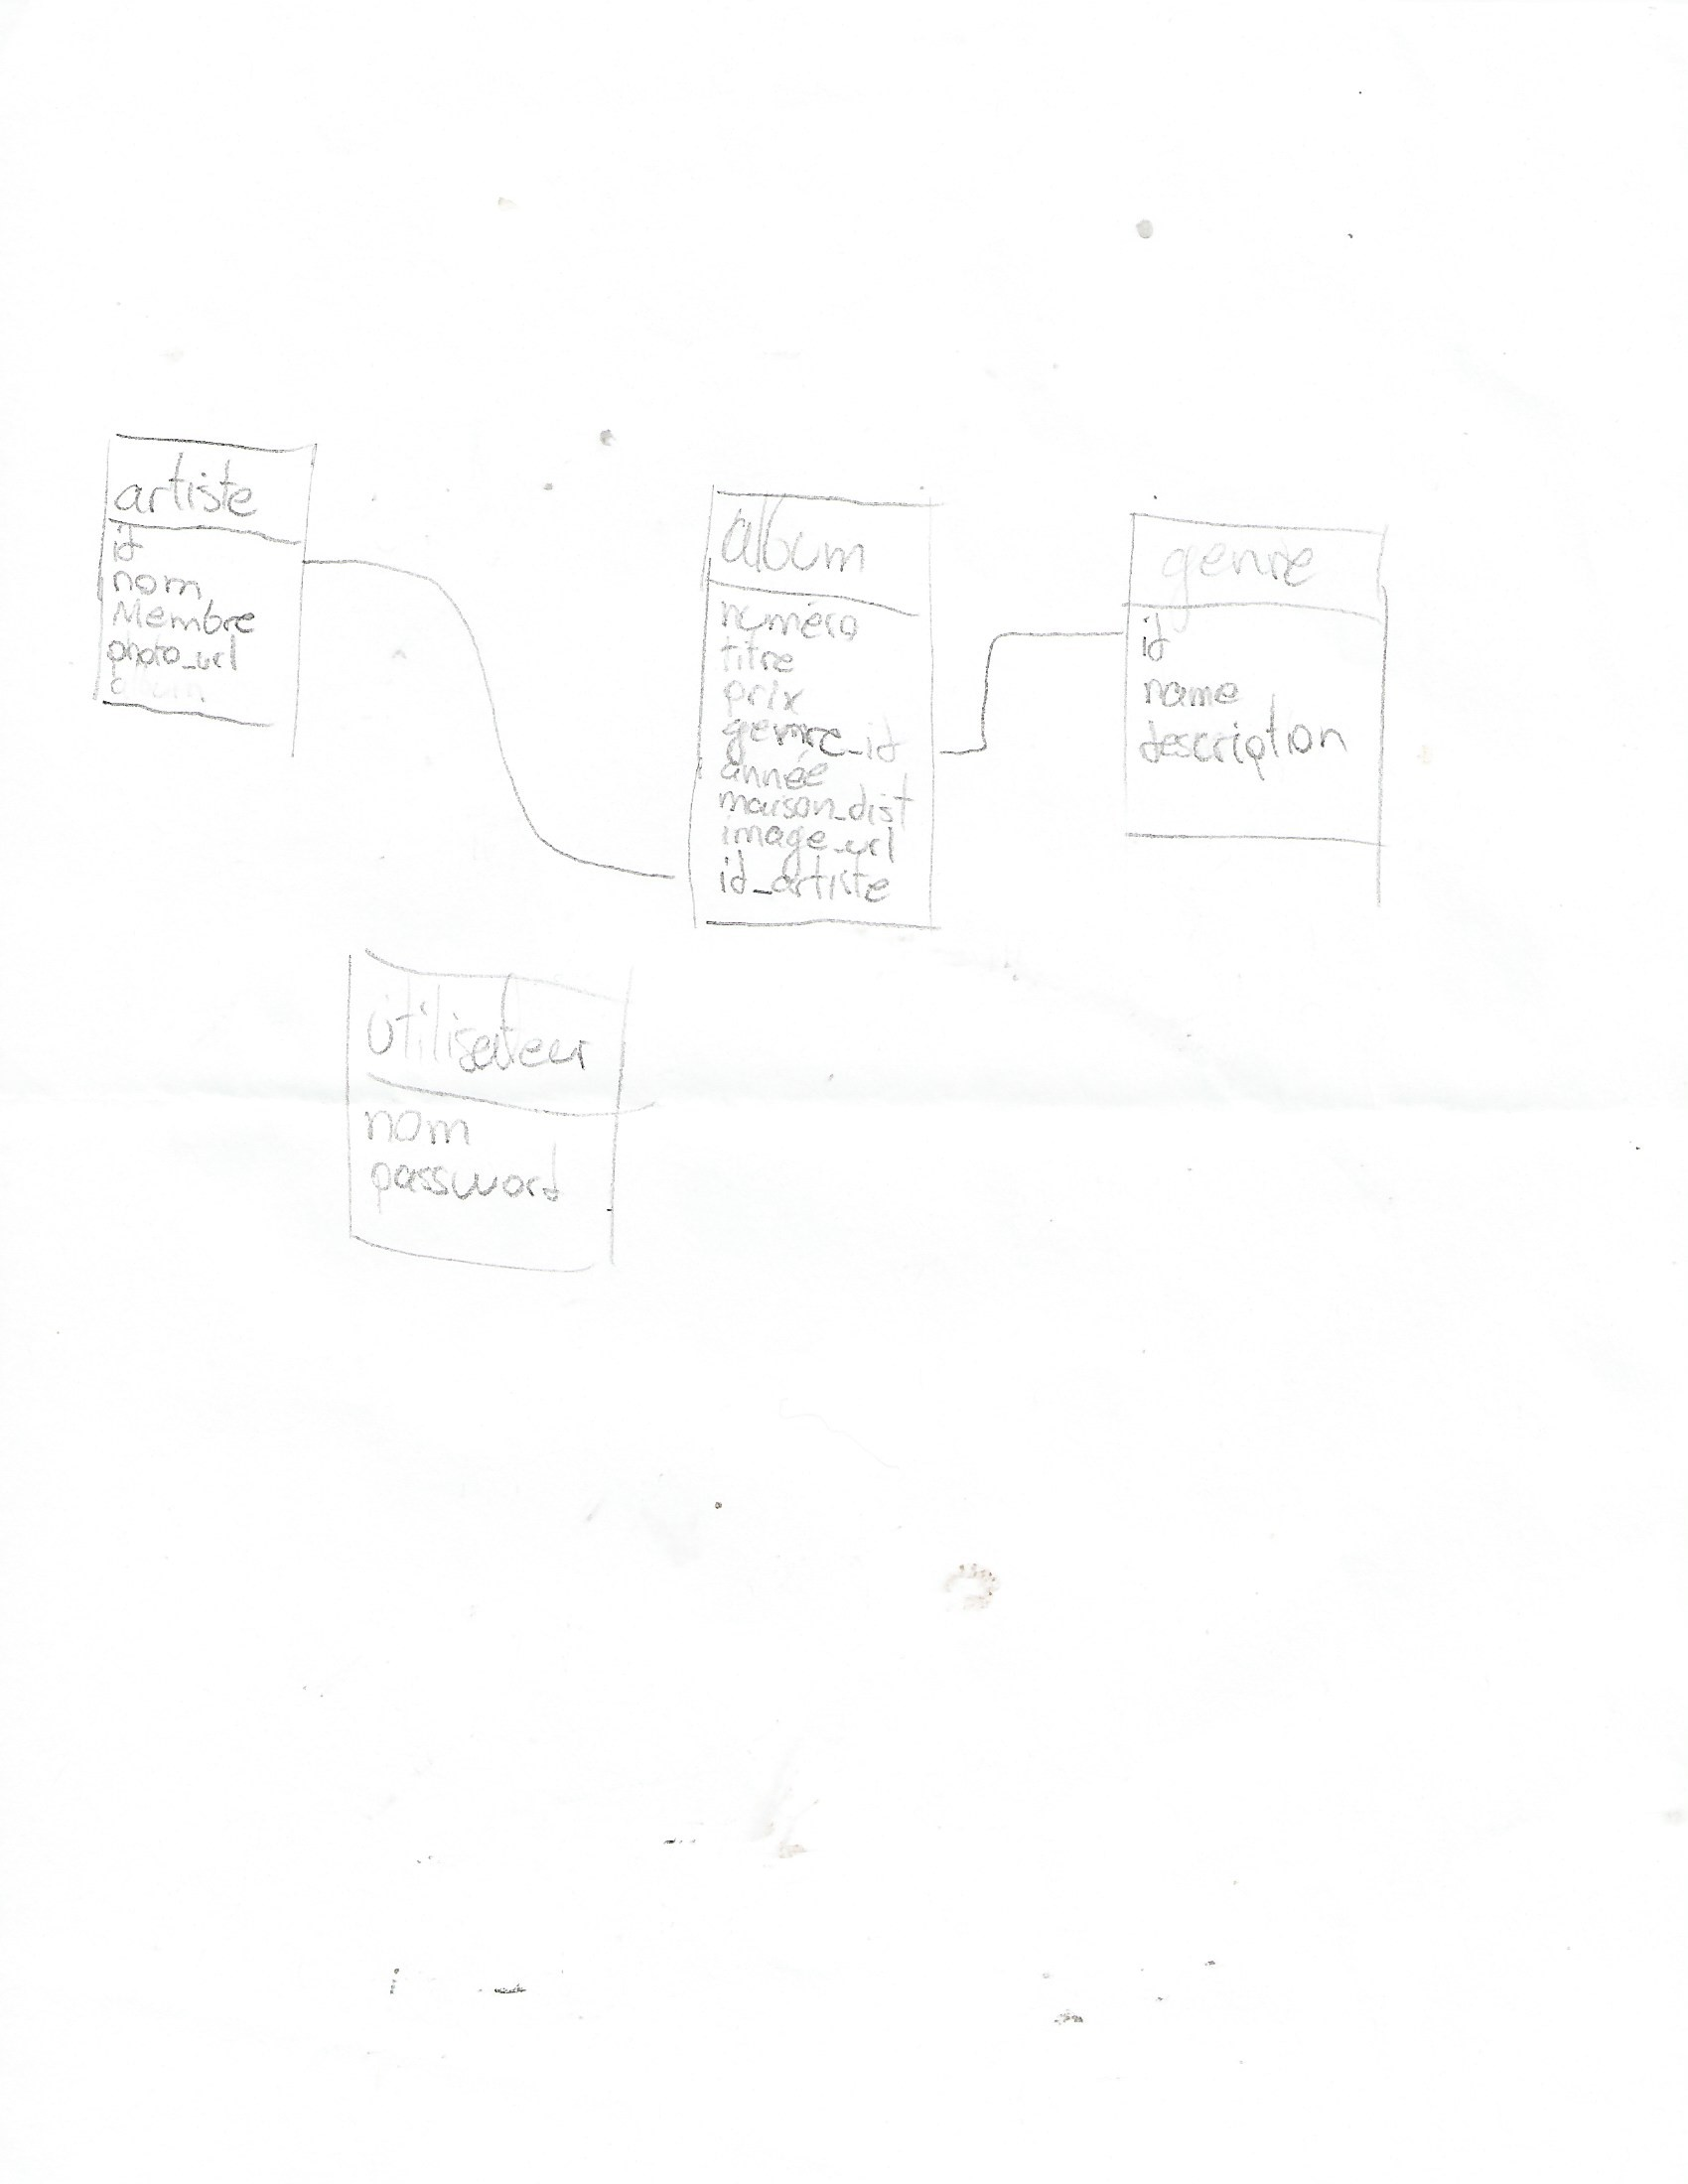 artiste
id
nom
Membre
photo_url
album
numéro
titre
prix
genre_id
année
maison_dist
image_url
id_artiste
genre
id
name
description
utilisateur
nom
password